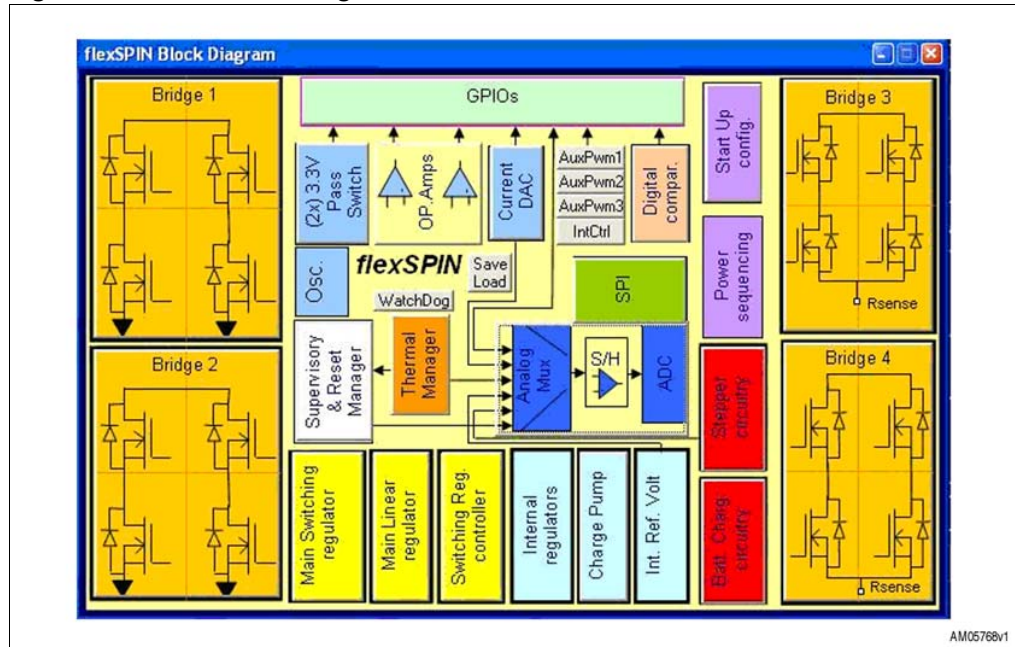 flexSPIN Block Diagram
Bridge 1
GPIOs
Bridge 3
Start Up
config.
(2x) 3.3V
Pass
Switch
OP.Amps
Current
DAC
AuxPwm1
AuxPwm2
AuxPwm3
IntCtrl
Digital
compar.
Osc.
flexSPIN
Save
Load
SPI
Power
sequencing
Rsense
WatchDog
Bridge 2
Supervisory
& Reset
Manager
Thermal
Manager
Analog
Mux
S/H
ADC
Stepper
circuitry
Bridge 4
Main Switching
regulator
Main Linear
regulator
Switching Reg.
controller
Internal
regulators
Charge Pump
Int. Ref. Volt
Batt. Charg.
circuitry
Rsense
AM05768v1